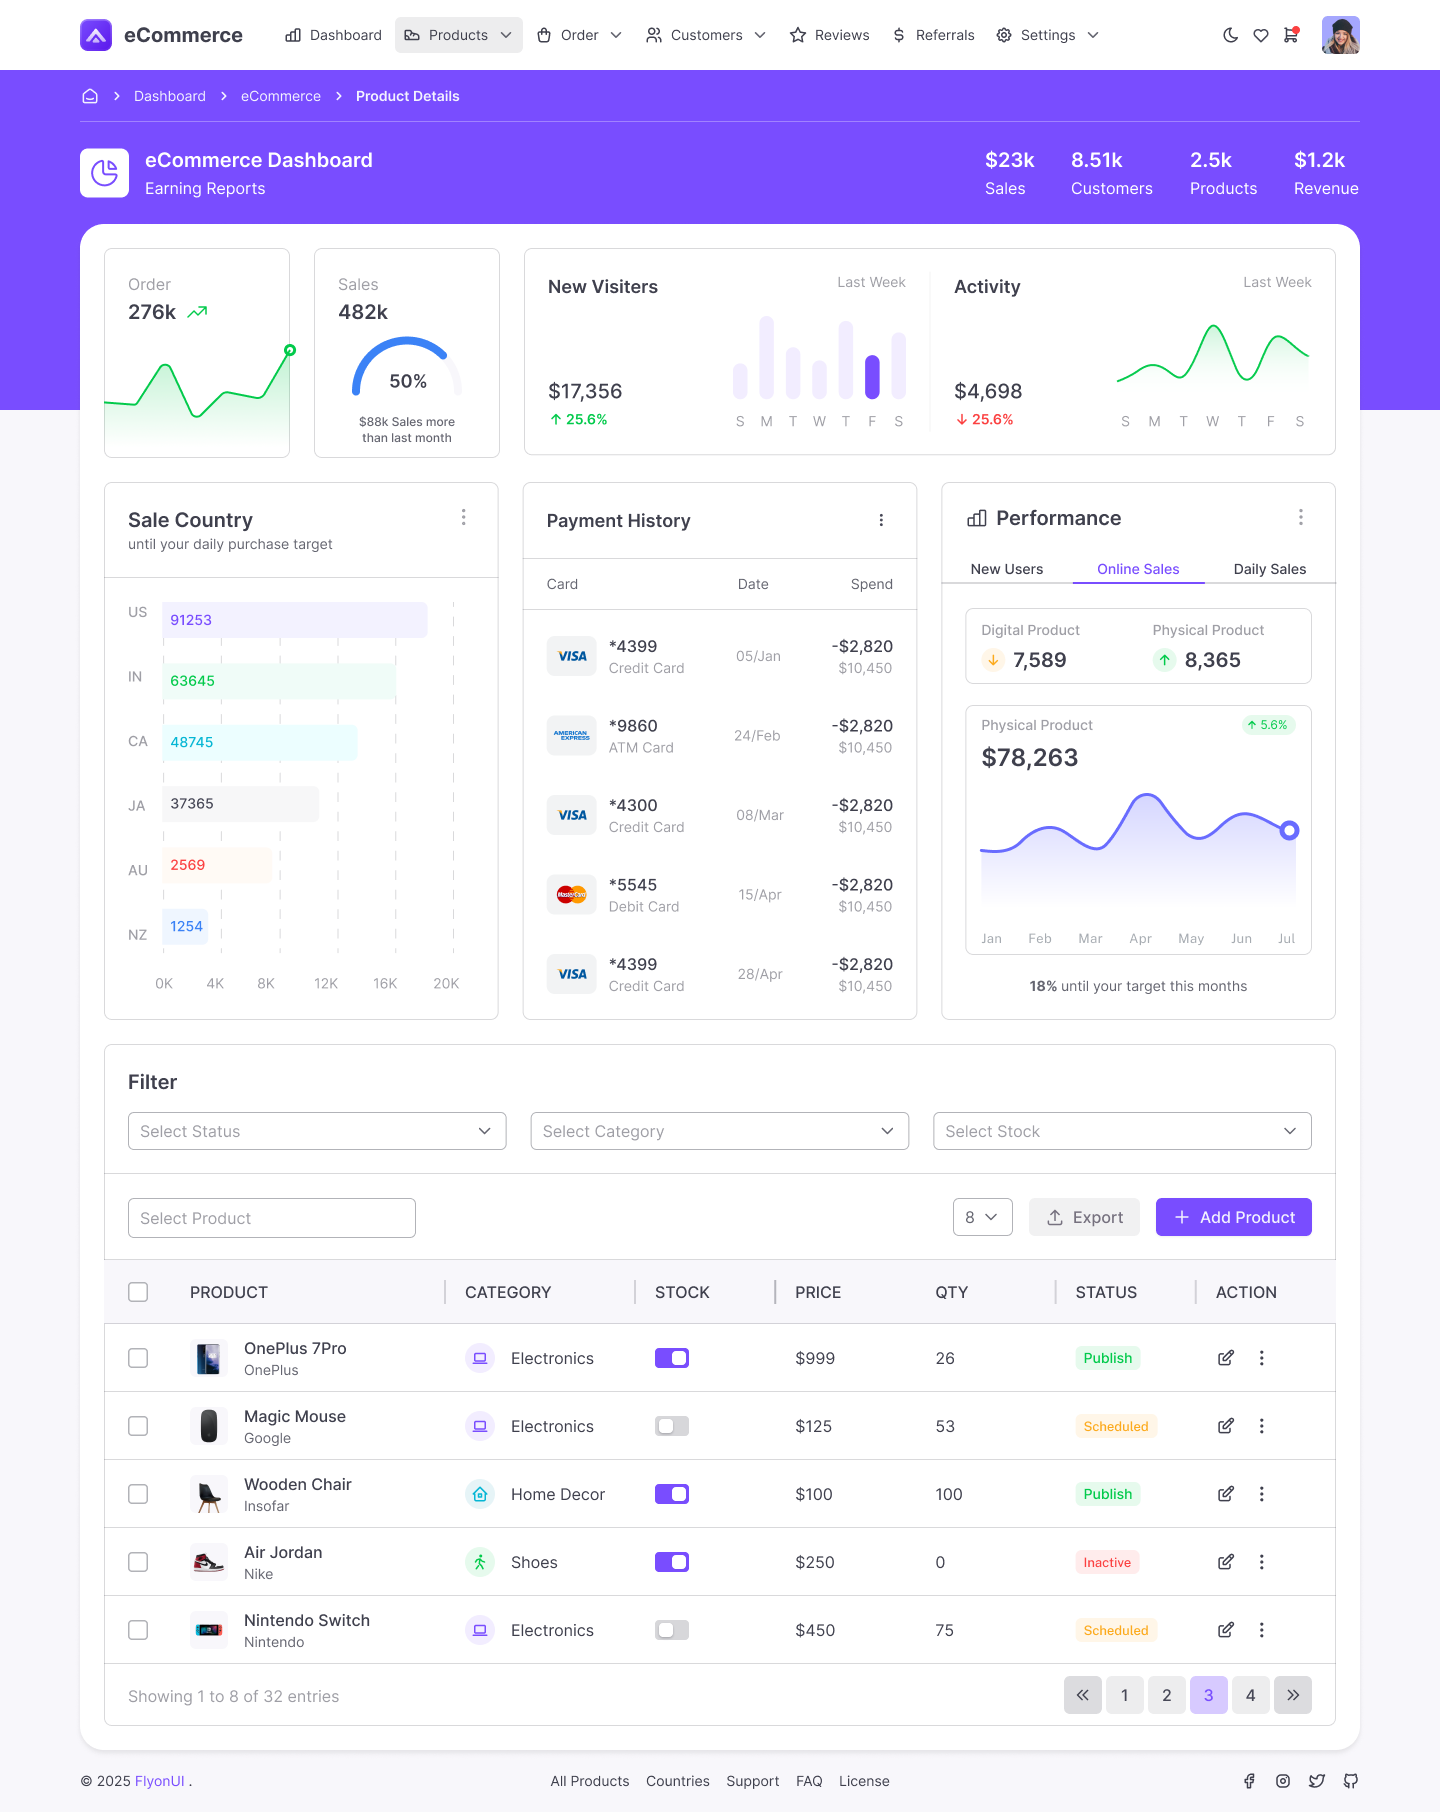 eCommerce
Dashboard
Products
Order
Customers
Reviews
Referrals
Settings
Dashboard
eCommerce
Product Details
eCommerce Dashboard
Earning Reports
$23k
Sales
8.51k
Customers
2.5k
Products
$1.2k
Revenue
Order
276k
Sales
482k
50%
$88k Sales more
than last month
New Visiters
Last Week
$17,356
25.6%
S M T W T F S
Activity
Last Week
$4,698
25.6%
S M T W T F S
Sale Country
until your daily purchase target
US 91253
IN 63645
CA 48745
JA 37365
AU 2569
NZ 1254
0K 4K 8K 12K 16K 20K
Payment History
Card Date Spend
VISA *4399 05/Jan -$2,820
Credit Card $10,450
AMERICAN EXPRESS *9860 24/Feb -$2,820
ATM Card $10,450
VISA *4300 08/Mar -$2,820
Credit Card $10,450
MasterCard *5545 15/Apr -$2,820
Debit Card $10,450
VISA *4399 28/Apr -$2,820
Credit Card $10,450
Performance
New Users Online Sales Daily Sales
Digital Product
7,589
Physical Product
8,365
Physical Product
5.6%
$78,263
Jan Feb Mar Apr May Jun Jul
18% until your target this months
Filter
Select Status
Select Category
Select Stock
Select Product
8
Export
Add Product
PRODUCT CATEGORY STOCK PRICE QTY STATUS ACTION
OnePlus 7Pro Electronics $999 26 Publish
OnePlus
Magic Mouse Electronics $125 53 Scheduled
Google
Wooden Chair Home Decor $100 100 Publish
Insofar
Air Jordan Shoes $250 0 Inactive
Nike
Nintendo Switch Electronics $450 75 Scheduled
Nintendo
Showing 1 to 8 of 32 entries
1 2 3 4
© 2025 FlyonUI .
All Products Countries Support FAQ License